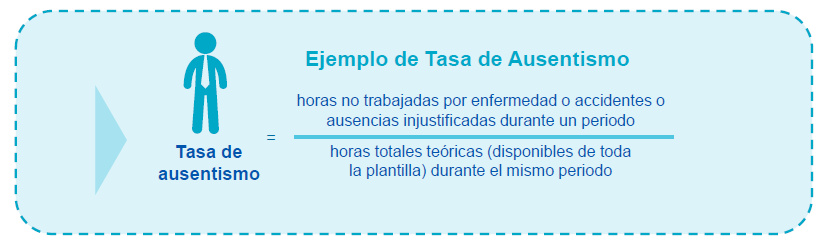 Ejemplo de Tasa de Ausentismo
horas no trabajadas por enfermedad o accidentes o
ausencias injustificadas durante un periodo
Tasa de
ausentismo
=
horas totales teóricas (disponibles de toda
la plantilla) durante el mismo periodo